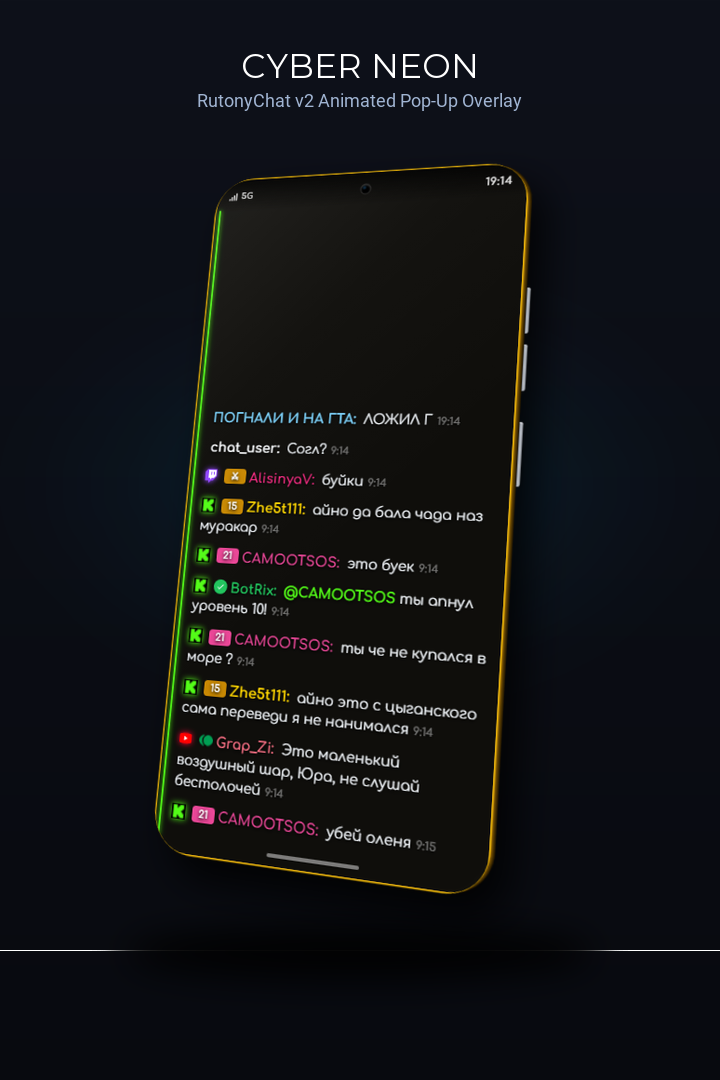 CYBER NEON
RutonyChat v2 Animated Pop-Up Overlay
5G 19:14
ПОГНАЛИ И НА ГТА: ЛОЖИЛ Г 19:14
chat_user: Согл? 9:14
AlisinyaV: буйки 9:14
15 Zhe5t111: айно да бала чада наз
муракар 9:14
21 CAMOOTSOS: это буек 9:14
BotRix: @CAMOOTSOS ты апнул
уровень 10! 9:14
21 CAMOOTSOS: ты че не купался в
море ? 9:14
15 Zhe5t111: айно это с цыганского
сама переведи я не нанимался 9:14
Grap_Zi: Это маленький
воздушный шар, Юра, не слушай
бестолочей 9:14
21 CAMOOTSOS: убей оленя 9:15